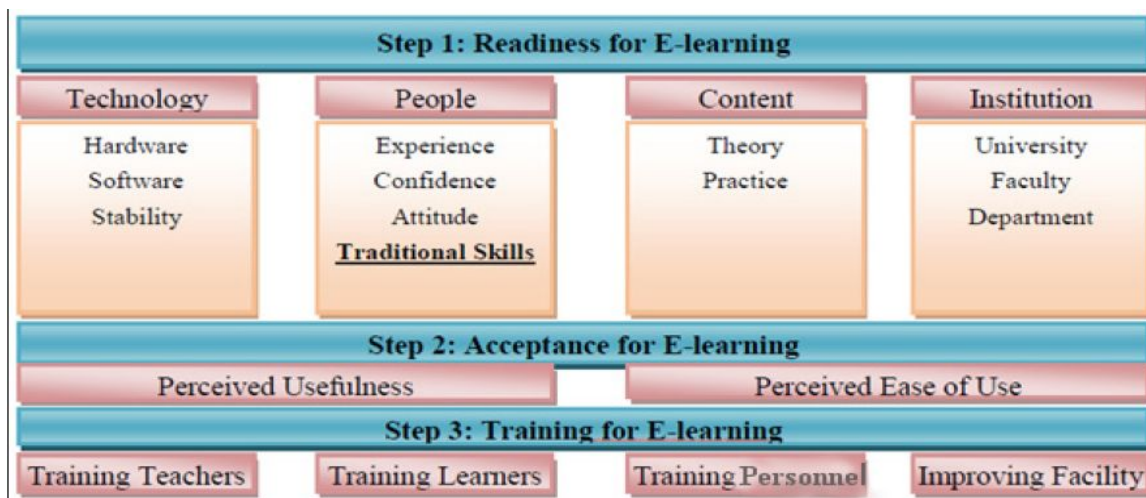 Step 1: Readiness for E-learning
Technology
Hardware
Software
Stability
People
Experience
Confidence
Attitude
Traditional Skills
Content
Theory
Practice
Institution
University
Faculty
Department
Step 2: Acceptance for E-learning
Perceived Usefulness
Perceived Ease of Use
Step 3: Training for E-learning
Training Teachers
Training Learners
Training Personnel
Improving Facility